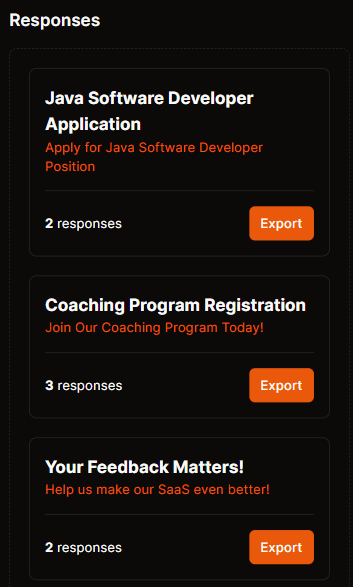 Responses
Java Software Developer
Application
Apply for Java Software Developer
Position
2 responses
Export
Coaching Program Registration
Join Our Coaching Program Today!
3 responses
Export
Your Feedback Matters!
Help us make our SaaS even better!
2 responses
Export